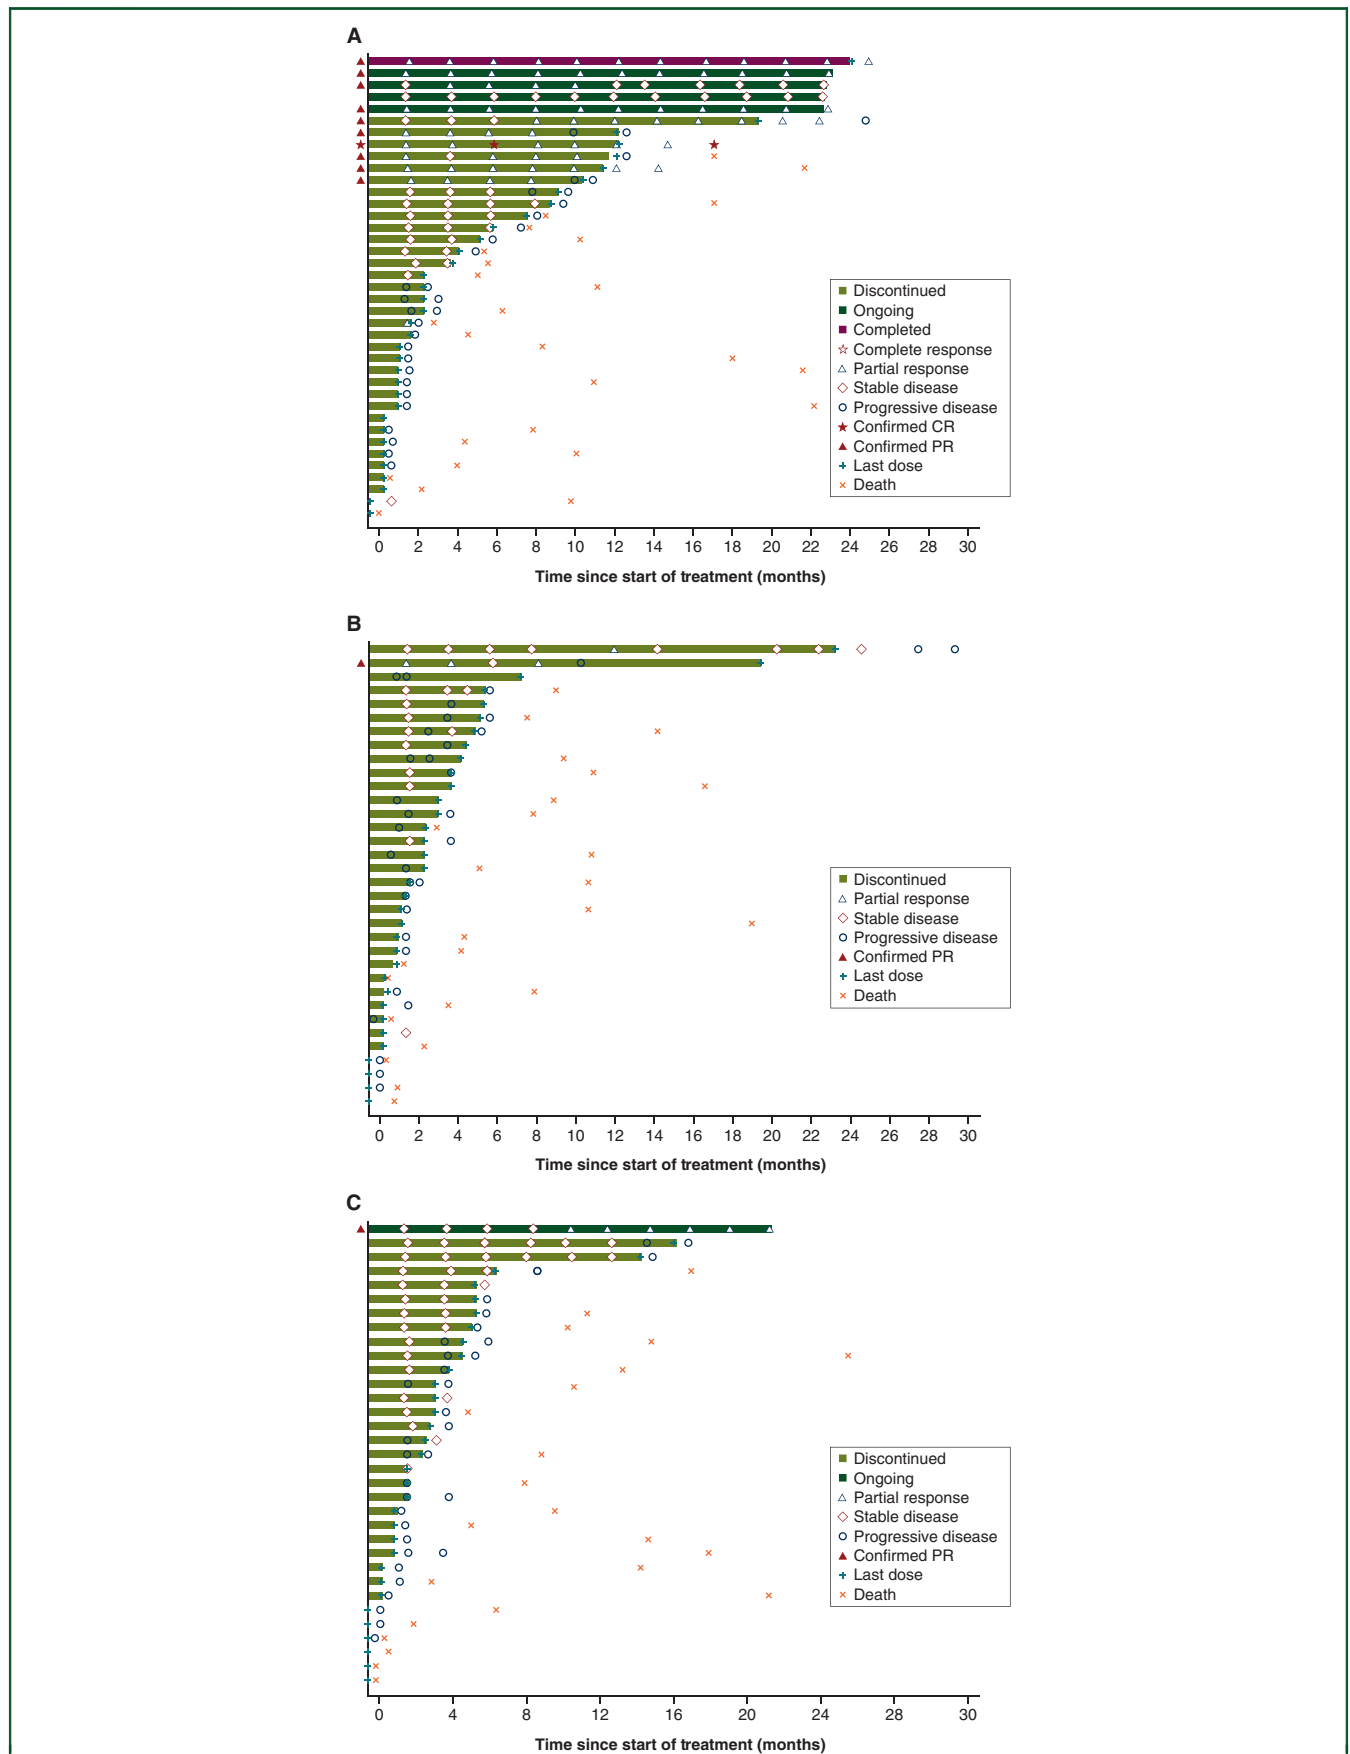 A
Discontinued
Ongoing
Completed
Complete response
Partial response
Stable disease
Progressive disease
Confirmed CR
Confirmed PR
Last dose
Death
0 2 4 6 8 10 12 14 16 18 20 22 24 26 28 30
Time since start of treatment (months)
B
Discontinued
Partial response
Stable disease
Progressive disease
Confirmed PR
Last dose
Death
0 2 4 6 8 10 12 14 16 18 20 22 24 26 28 30
Time since start of treatment (months)
C
Discontinued
Ongoing
Partial response
Stable disease
Progressive disease
Confirmed PR
Last dose
Death
0 4 8 12 16 20 24 28 30
Time since start of treatment (months)